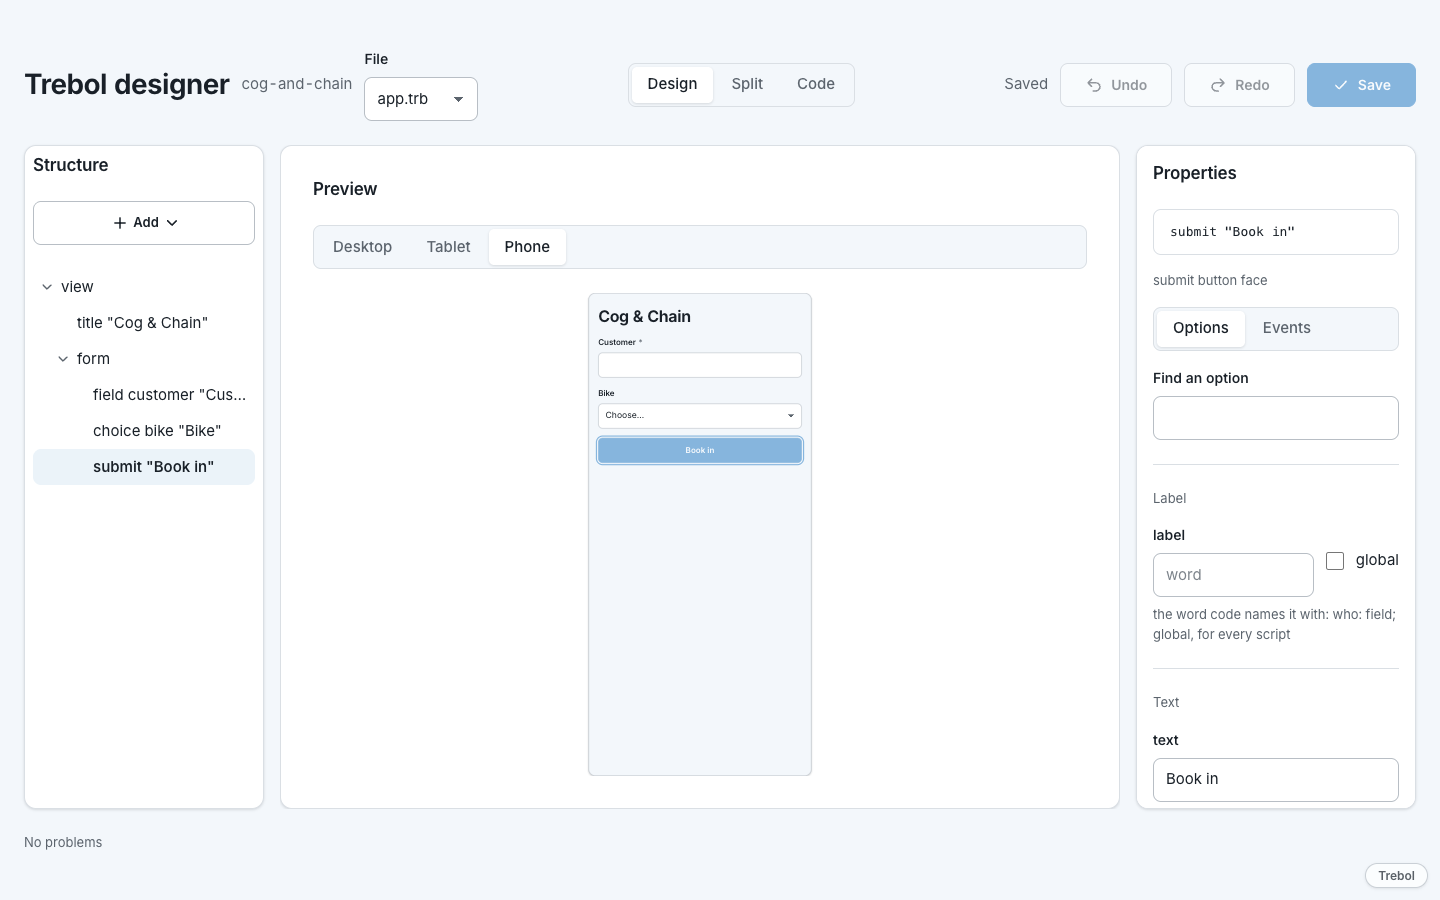 Trebol designer
cog-and-chain
File
app.trb
Design
Split
Code
Saved
Undo
Redo
Save
Structure
Add
view
title "Cog & Chain"
form
field customer "Cus...
choice bike "Bike"
submit "Book in"
Preview
Desktop
Tablet
Phone
Cog & Chain
Customer *
Bike
Choose...
Book in
Properties
submit "Book in"
submit button face
Options
Events
Find an option
Label
label
word
global
the word code names it with: who: field;
global, for every script
Text
text
Book in
No problems
Trebol